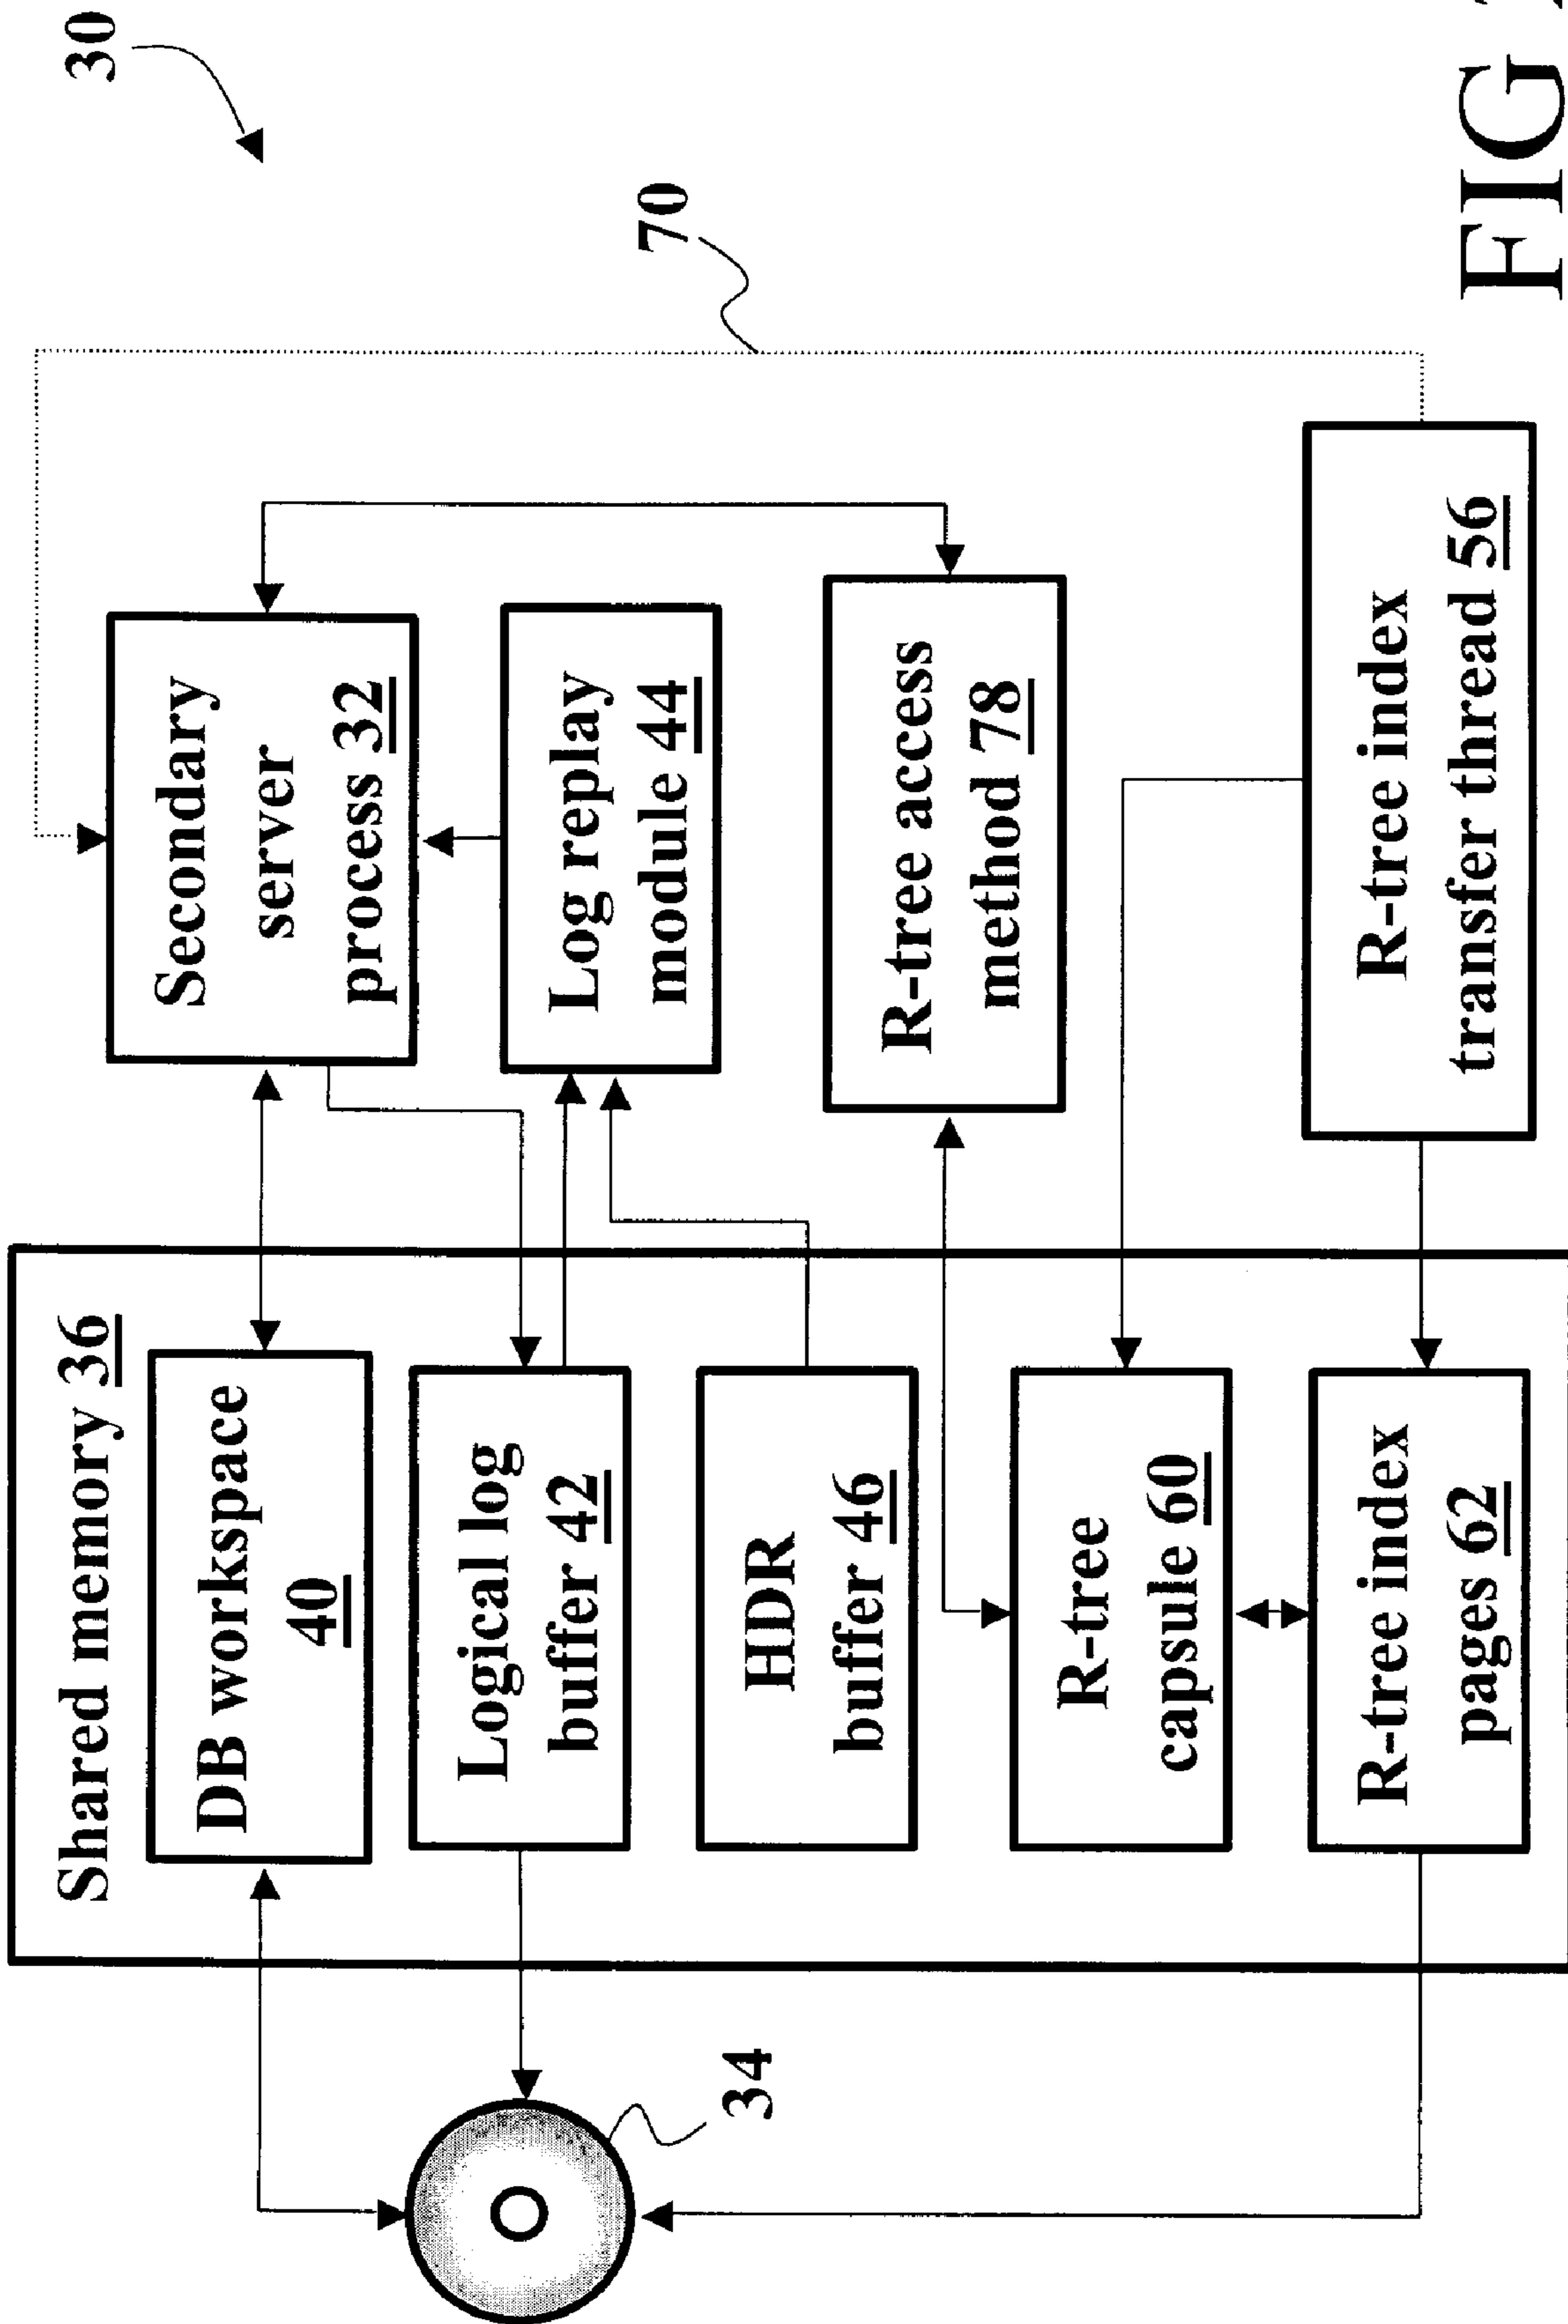 30
70
Shared memory 36
DB workspace
40
Secondary
server
process 32
Logical log
buffer 42
Log replay
module 44
HDR
buffer 46
R-tree access
method 78
R-tree
capsule 60
R-tree index
pages 62
R-tree index
transfer thread 56
34
FIG